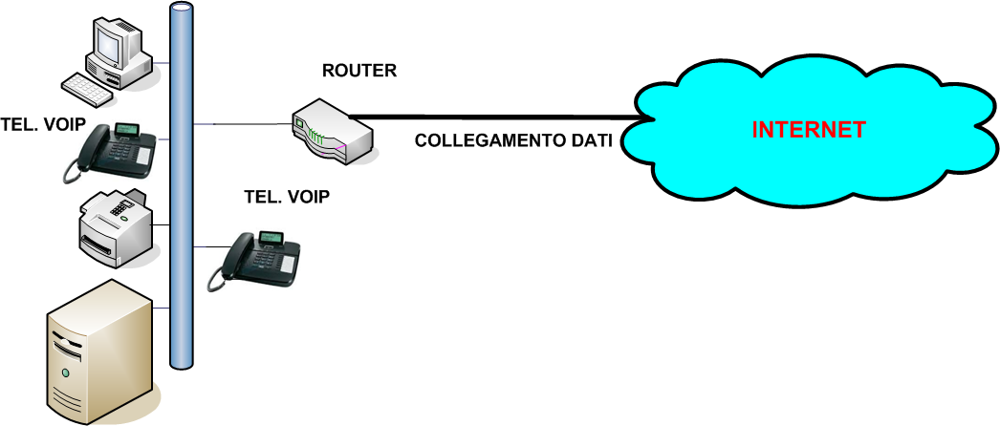 ROUTER
TEL. VOIP
COLLEGAMENTO DATI
INTERNET
TEL. VOIP